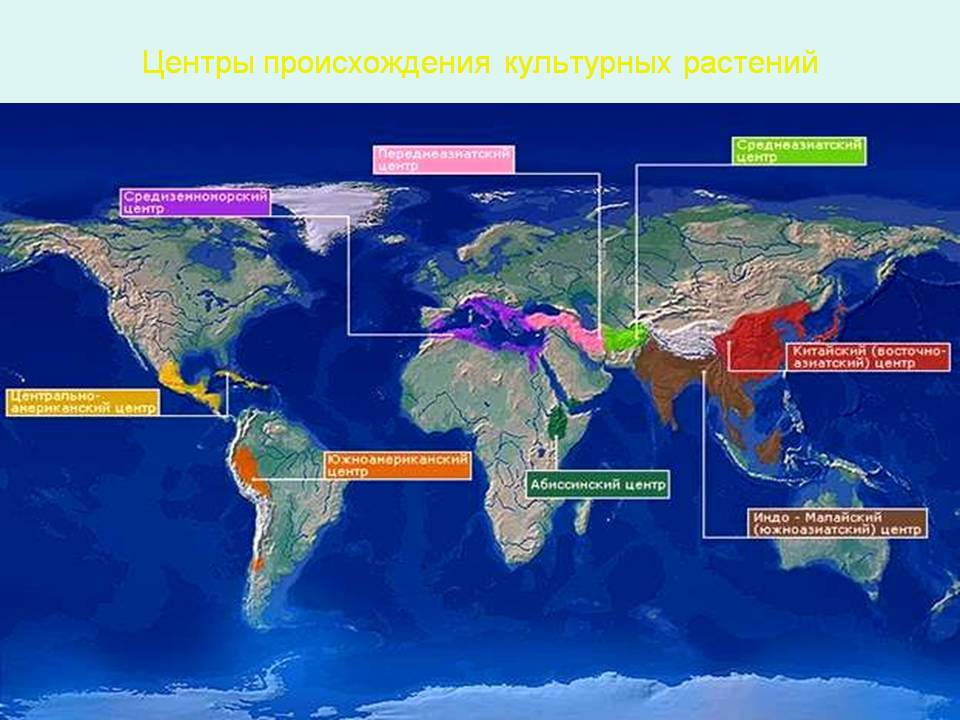 Центры происхождения культурных растений
Переднеазиатский
центр
Среднеазиатский
центр
Средиземноморский
центр
Китайский (восточно-
азиатский) центр
Центрально-
американский центр
Южноамериканский
центр
Абиссинский центр
Индо - Малайский
(южноазиатский) центр